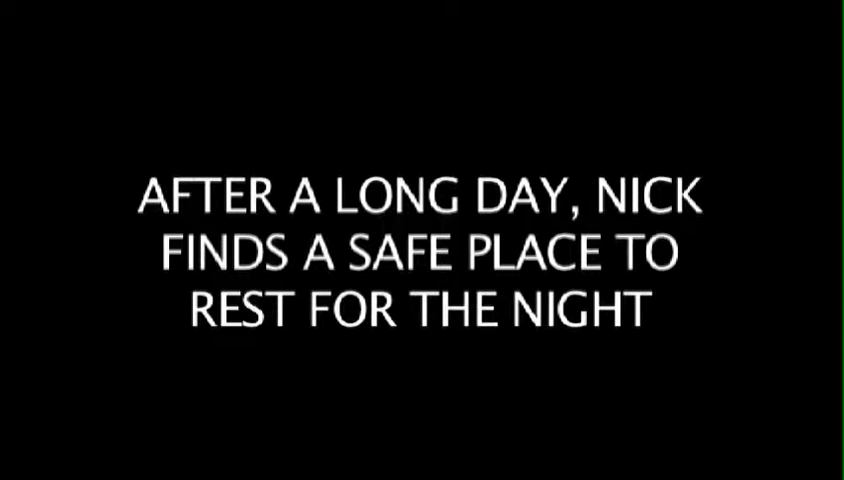 AFTER A LONG DAY, NICK
FINDS A SAFE PLACE TO
REST FOR THE NIGHT